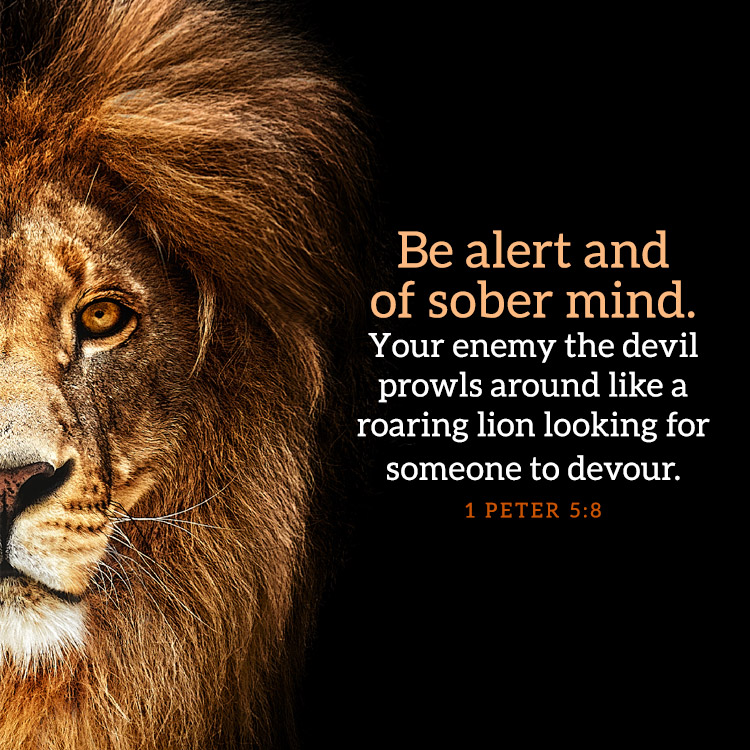 Be alert and
of sober mind.
Your enemy the devil
prowls around like a
roaring lion looking for
someone to devour.
1 PETER 5:8